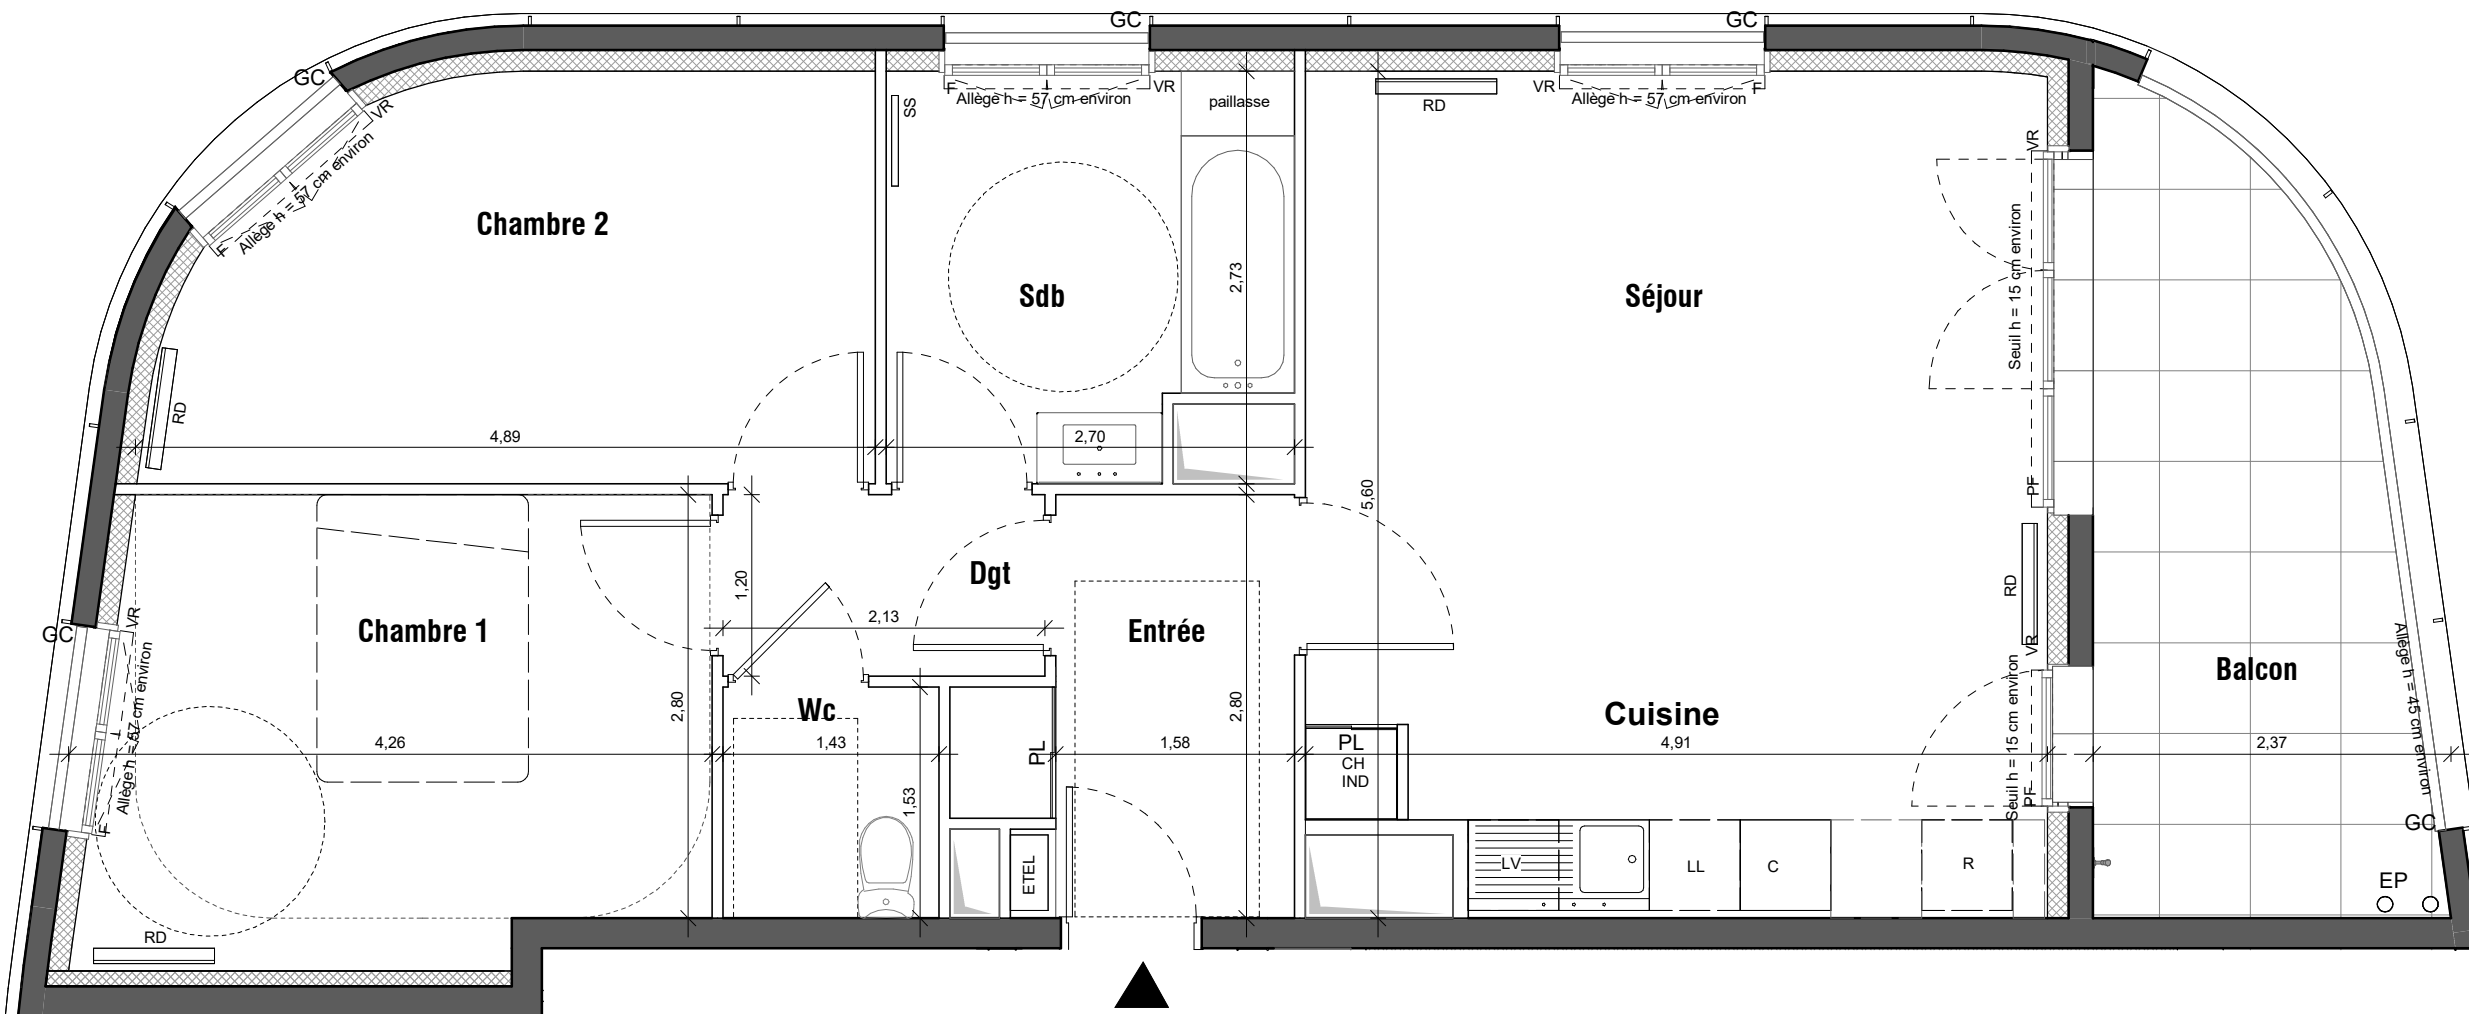 GC
GC
GC
VR
F
Allège h = 57 cm environ
SS
F
Allège h = 57 cm environ
VR
paillasse
RD
VR
Allège h = 57 cm environ
F
VR
Chambre 2
Sdb
2,73
Séjour
Seuil h = 15 cm environ
RD
4,89
2,70
5,60
PF
GC
VR
Allège h = 57 cm environ
F
Chambre 1
1,20
2,13
Dgt
Entrée
RD
VR
Seuil h = 15 cm environ
PF
Balcon
Allège h = 45 cm environ
2,80
Wc
2,80
Cuisine
4,26
1,43
PL
1,58
PL
CH
IND
4,91
2,37
1,53
GC
ETEL
LV
LL
C
R
EP
RD